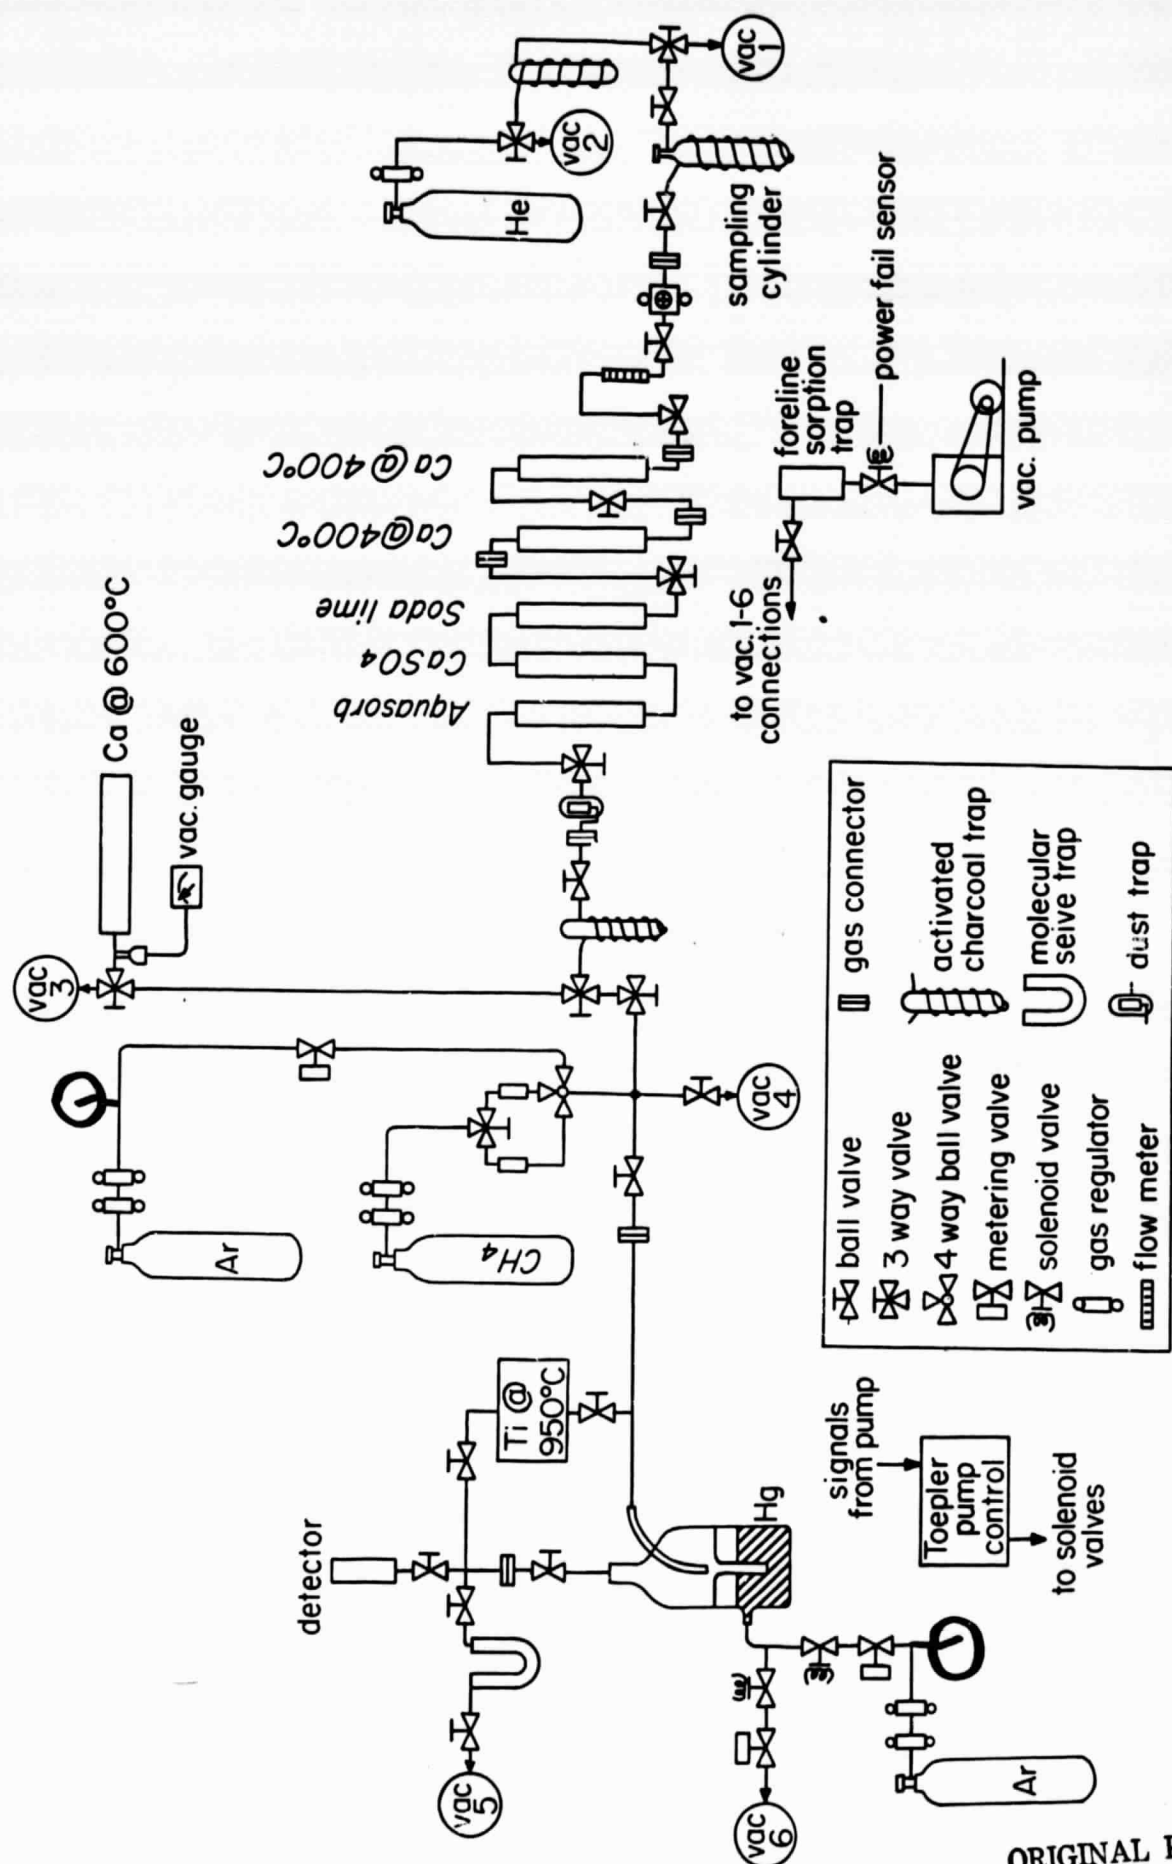 vac
1
vac
2
He
sampling
cylinder
power fail sensor
foreline
sorption
trap
vac. pump
to vac. 1-6
connections
Ca @ 400°C
Ca@400°C
Soda lime
CaSO4
Aquasorb
Ca @ 600°C
vac. gauge
vac
3
Ar
CH4
vac
4
Ti @
950°C
detector
Hg
vac
5
vac
6
Ar
signals
from pump
Toepler
pump
control
to solenoid
valves
ball valve
3 way valve
4 way ball valve
metering valve
solenoid valve
gas regulator
flow meter
gas connector
activated
charcoal trap
molecular
seive trap
dust trap
ORIGINAL